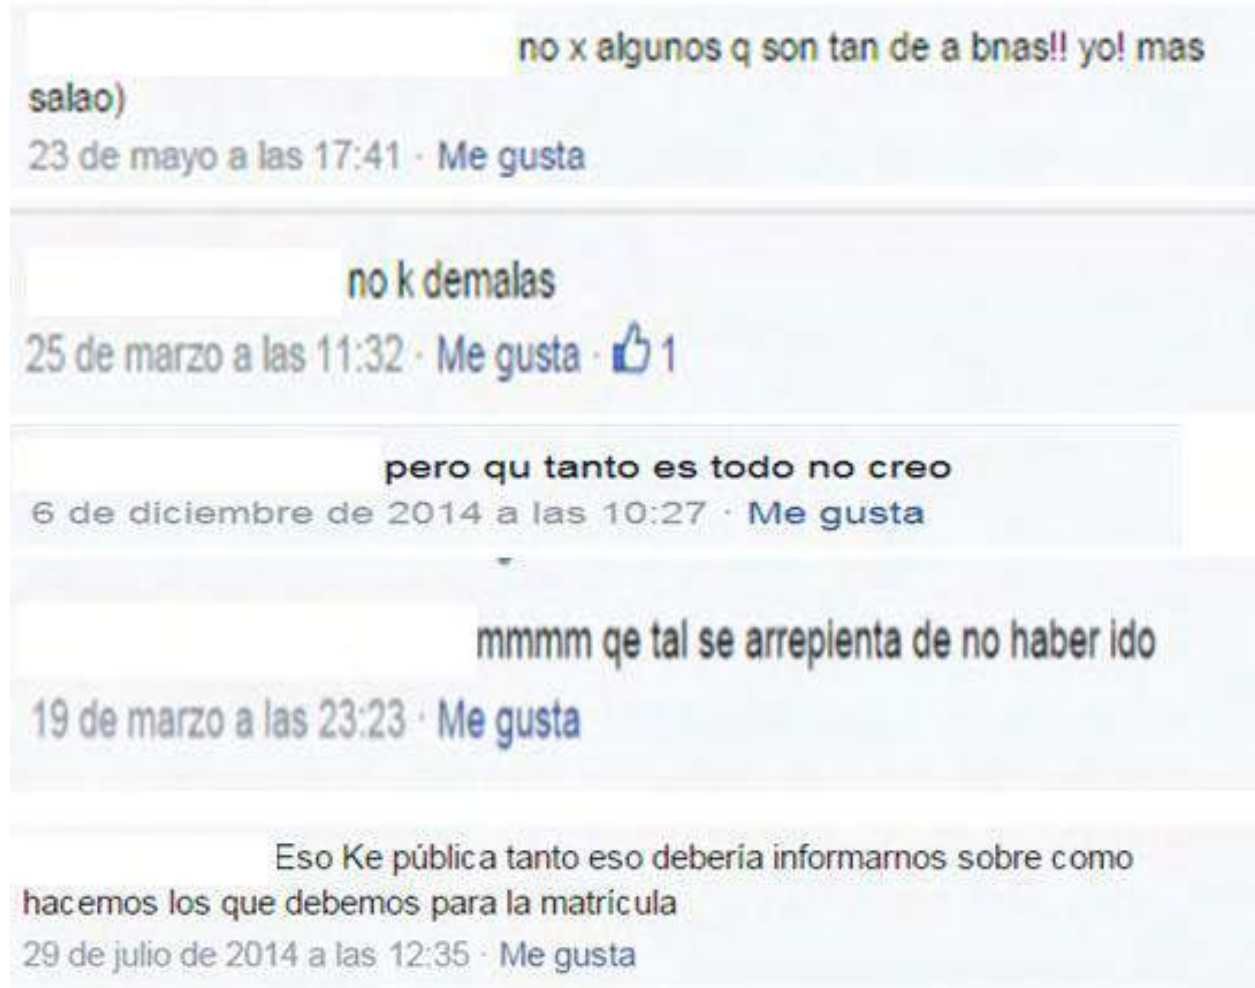 no x algunos q son tan de a bnas!! yo! mas
salao)
23 de mayo a las 17:41 · Me gusta
no k demalas
25 de marzo a las 11:32 · Me gusta · 1
pero qu tanto es todo no creo
6 de diciembre de 2014 a las 10:27 · Me gusta
mmmm qe tal se arrepienta de no haber ido
19 de marzo a las 23:23 · Me gusta
Eso Ke pública tanto eso debería informarnos sobre como
hacemos los que debemos para la matricula
29 de julio de 2014 a las 12:35 · Me gusta